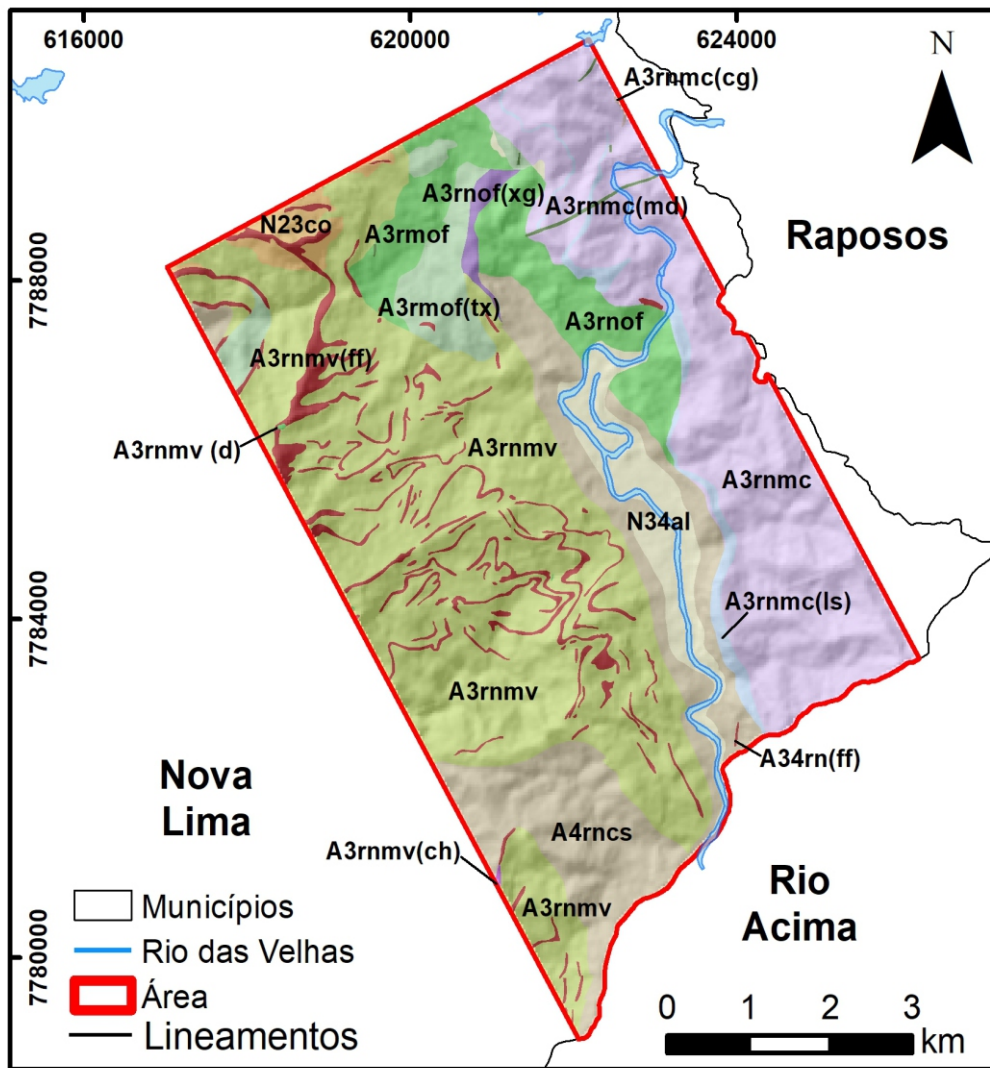 616000
620000
624000
N
A3rnmc(cg)
A3rnof(xg)
A3rnmc(md)
N23co
A3rmof
Raposos
7788000
A3rmof(tx)
A3rnof
A3rnmv(ff)
A3rnmv (d)
A3rnmv
A3rnmc
N34al
7784000
A3rnmc(ls)
A3rnmv
A34rn(ff)
Nova
Lima
A4rncs
A3rnmv(ch)
Rio
Acima
A3rnmv
Municípios
Rio das Velhas
7780000
Área
Lineamentos
0 1 2 3
km